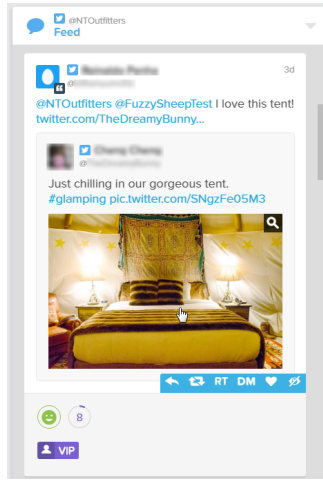 @NTOutfitters
Feed
3d
@NTOutfitters @FuzzySheepTest I love this tent!
twitter.com/TheDreamyBunny...
Just chilling in our gorgeous tent.
#glamping pic.twitter.com/SNgzFe05M3
RT DM
8
VIP